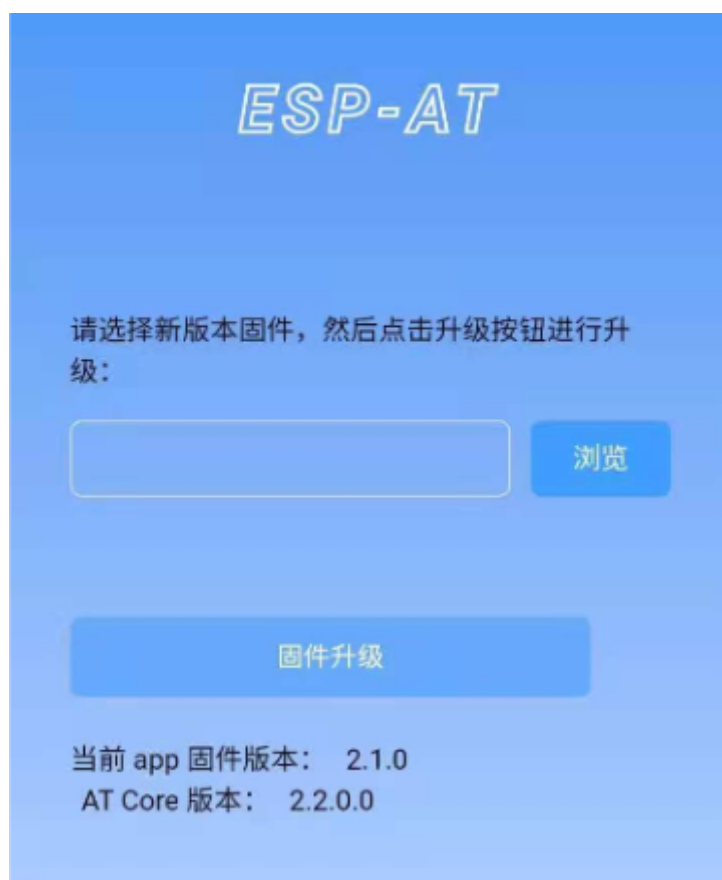 ESP-AT
请选择新版本固件，然后点击升级按钮进行升
级：
浏览
固件升级
当前 app 固件版本： 2.1.0
AT Core 版本： 2.2.0.0